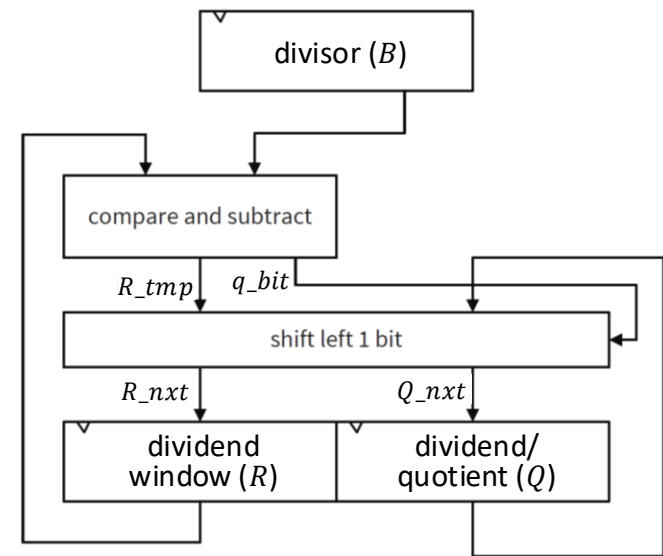 divisor (B)
compare and subtract
R_tmp
q_bit
shift left 1 bit
R_nxt
Q_nxt
dividend
window (R)
dividend/
quotient (Q)